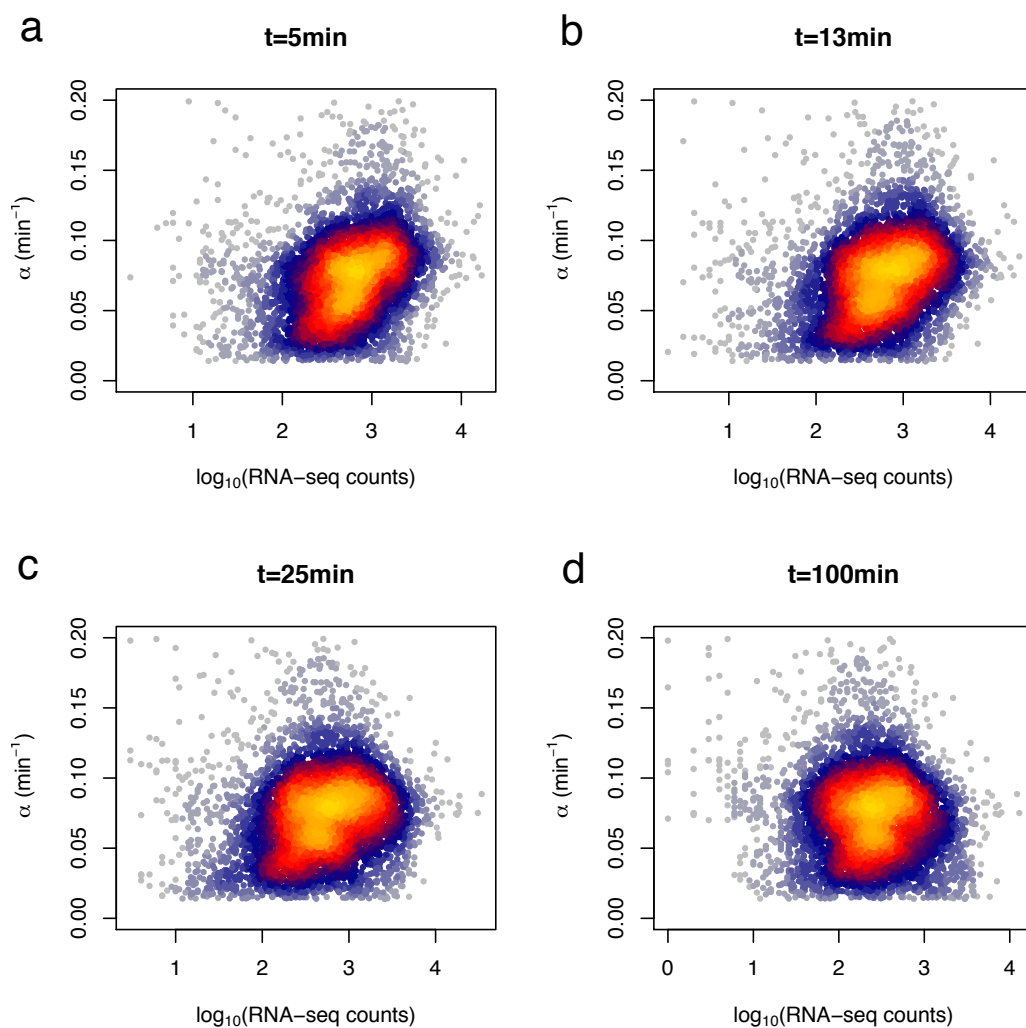 a
t=5min
0.00 0.05 0.10 0.15 0.20
α (min⁻¹)
1 2 3 4
log₁₀(RNA−seq counts)
b
t=13min
0.00 0.05 0.10 0.15 0.20
α (min⁻¹)
1 2 3 4
log₁₀(RNA−seq counts)
c
t=25min
0.00 0.05 0.10 0.15 0.20
α (min⁻¹)
1 2 3 4
log₁₀(RNA−seq counts)
d
t=100min
0.00 0.05 0.10 0.15 0.20
α (min⁻¹)
0 1 2 3 4
log₁₀(RNA−seq counts)